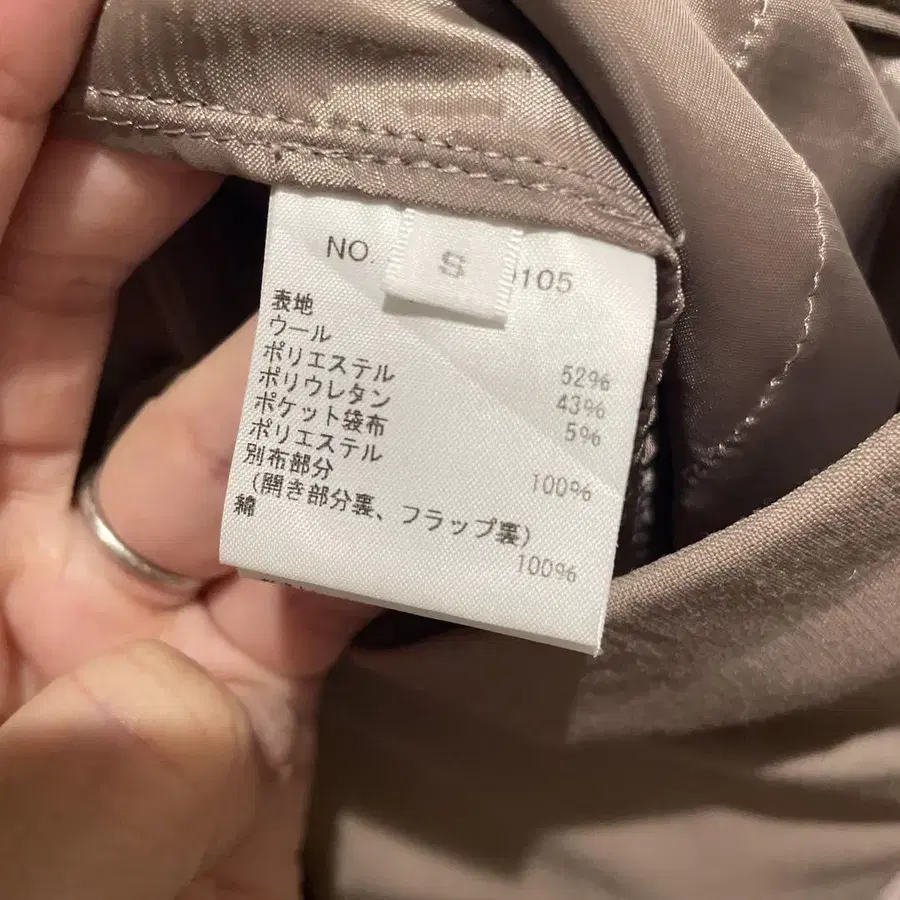 NO.
S
105
表地
ウール 52%
ポリエステル 43%
ポリウレタン 5%
ポケット袋布
ポリエステル 100%
別布部分
（開き部分裏、フラップ裏）
綿 100%